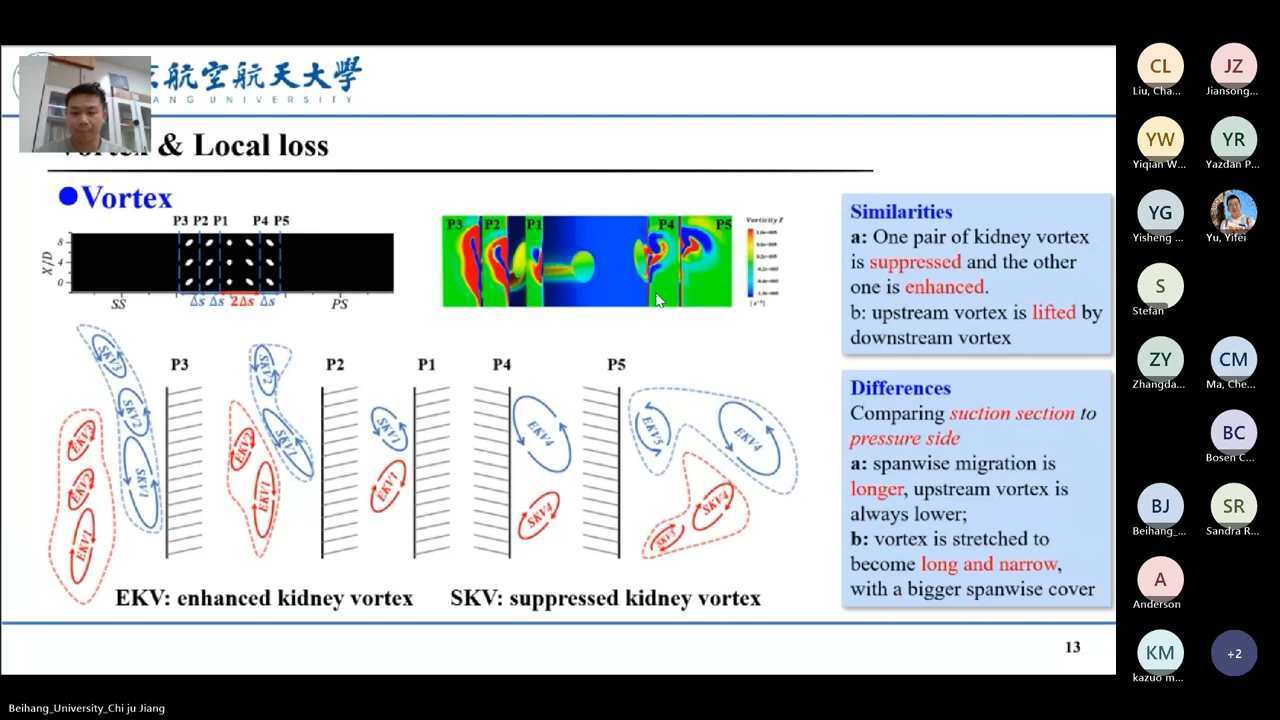 航空航天大學
HANG UNIVERSITY
& Local loss
●Vortex
P3 P2 P1 P4 P5
X/D
8
4
0
Δs Δs 2Δs Δs
SS PS
P3 P2 P1 P4 P5
Vorticity Z
[s⁻¹]
P3 P2 P1 P4 P5
SKV3
SKV2
SKV1
EKV3
EKV2
EKV1
SKV2
SKV1
EKV2
EKV1
SKV1
EKV1
EKV4
SKV4
EKV5
EKV4
SKV5
SKV4
EKV: enhanced kidney vortex SKV: suppressed kidney vortex
Similarities
a: One pair of kidney vortex
is suppressed and the other
one is enhanced.
b: upstream vortex is lifted by
downstream vortex
Differences
Comparing suction section to
pressure side
a: spanwise migration is
longer, upstream vortex is
always lower;
b: vortex is stretched to
become long and narrow,
with a bigger spanwise cover
13
CL JZ
Liu, Cha... Jiansong...
YW YR
Yiqian W... Yazdan P...
YG
Yisheng ... Yu, Yifei
S
Stefan
ZY CM
Zhangda... Ma, Che...
BC
Bosen C...
BJ SR
Beihang_... Sandra R...
A
Anderson
KM +2
kazuo m...
Beihang_University_Chi ju Jiang